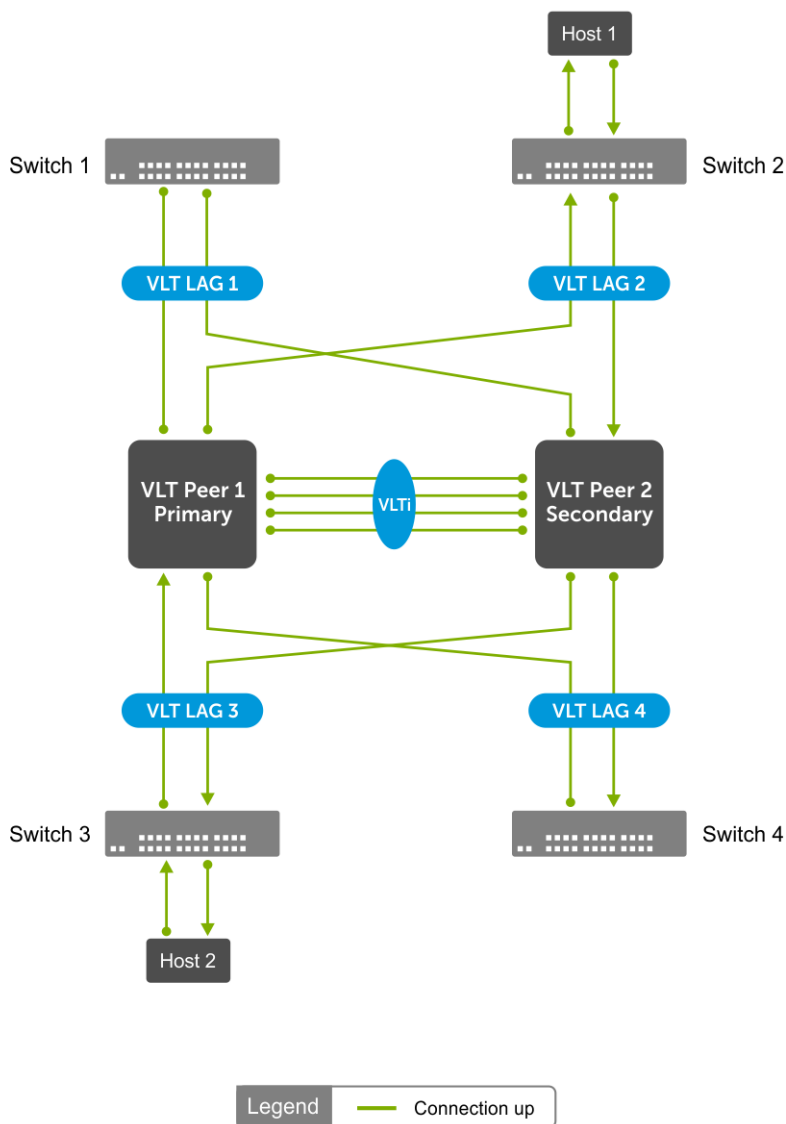 Host 1
Switch 1
Switch 2
VLT LAG 1
VLT LAG 2
VLT Peer 1
Primary
VLTi
VLT Peer 2
Secondary
VLT LAG 3
VLT LAG 4
Switch 3
Switch 4
Host 2
Legend
Connection up